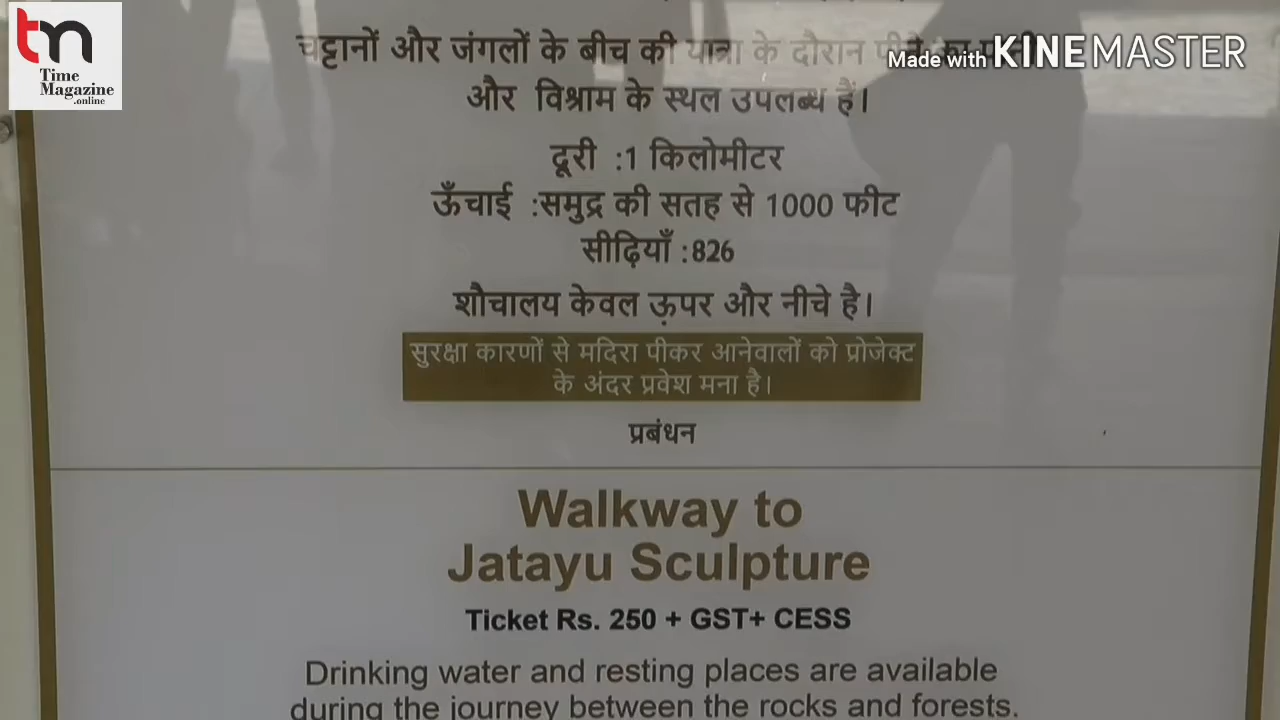 tm
Time
Magazine
.online
Made with KINEMASTER
चट्टानों और जंगलों के बीच की यात्रा के दौरान पीने
और विश्राम के स्थल उपलब्ध हैं।
दूरी :1 किलोमीटर
ऊँचाई :समुद्र की सतह से 1000 फीट
सीढ़ियाँ :826
शौचालय केवल ऊ़पर और नीचे है।
सुरक्षा कारणों से मदिरा पीकर आनेवालों को प्रोजेक्ट
के अंदर प्रवेश मना है।
प्रबंधन
Walkway to
Jatayu Sculpture
Ticket Rs. 250 + GST+ CESS
Drinking water and resting places are available
during the journey between the rocks and forests.